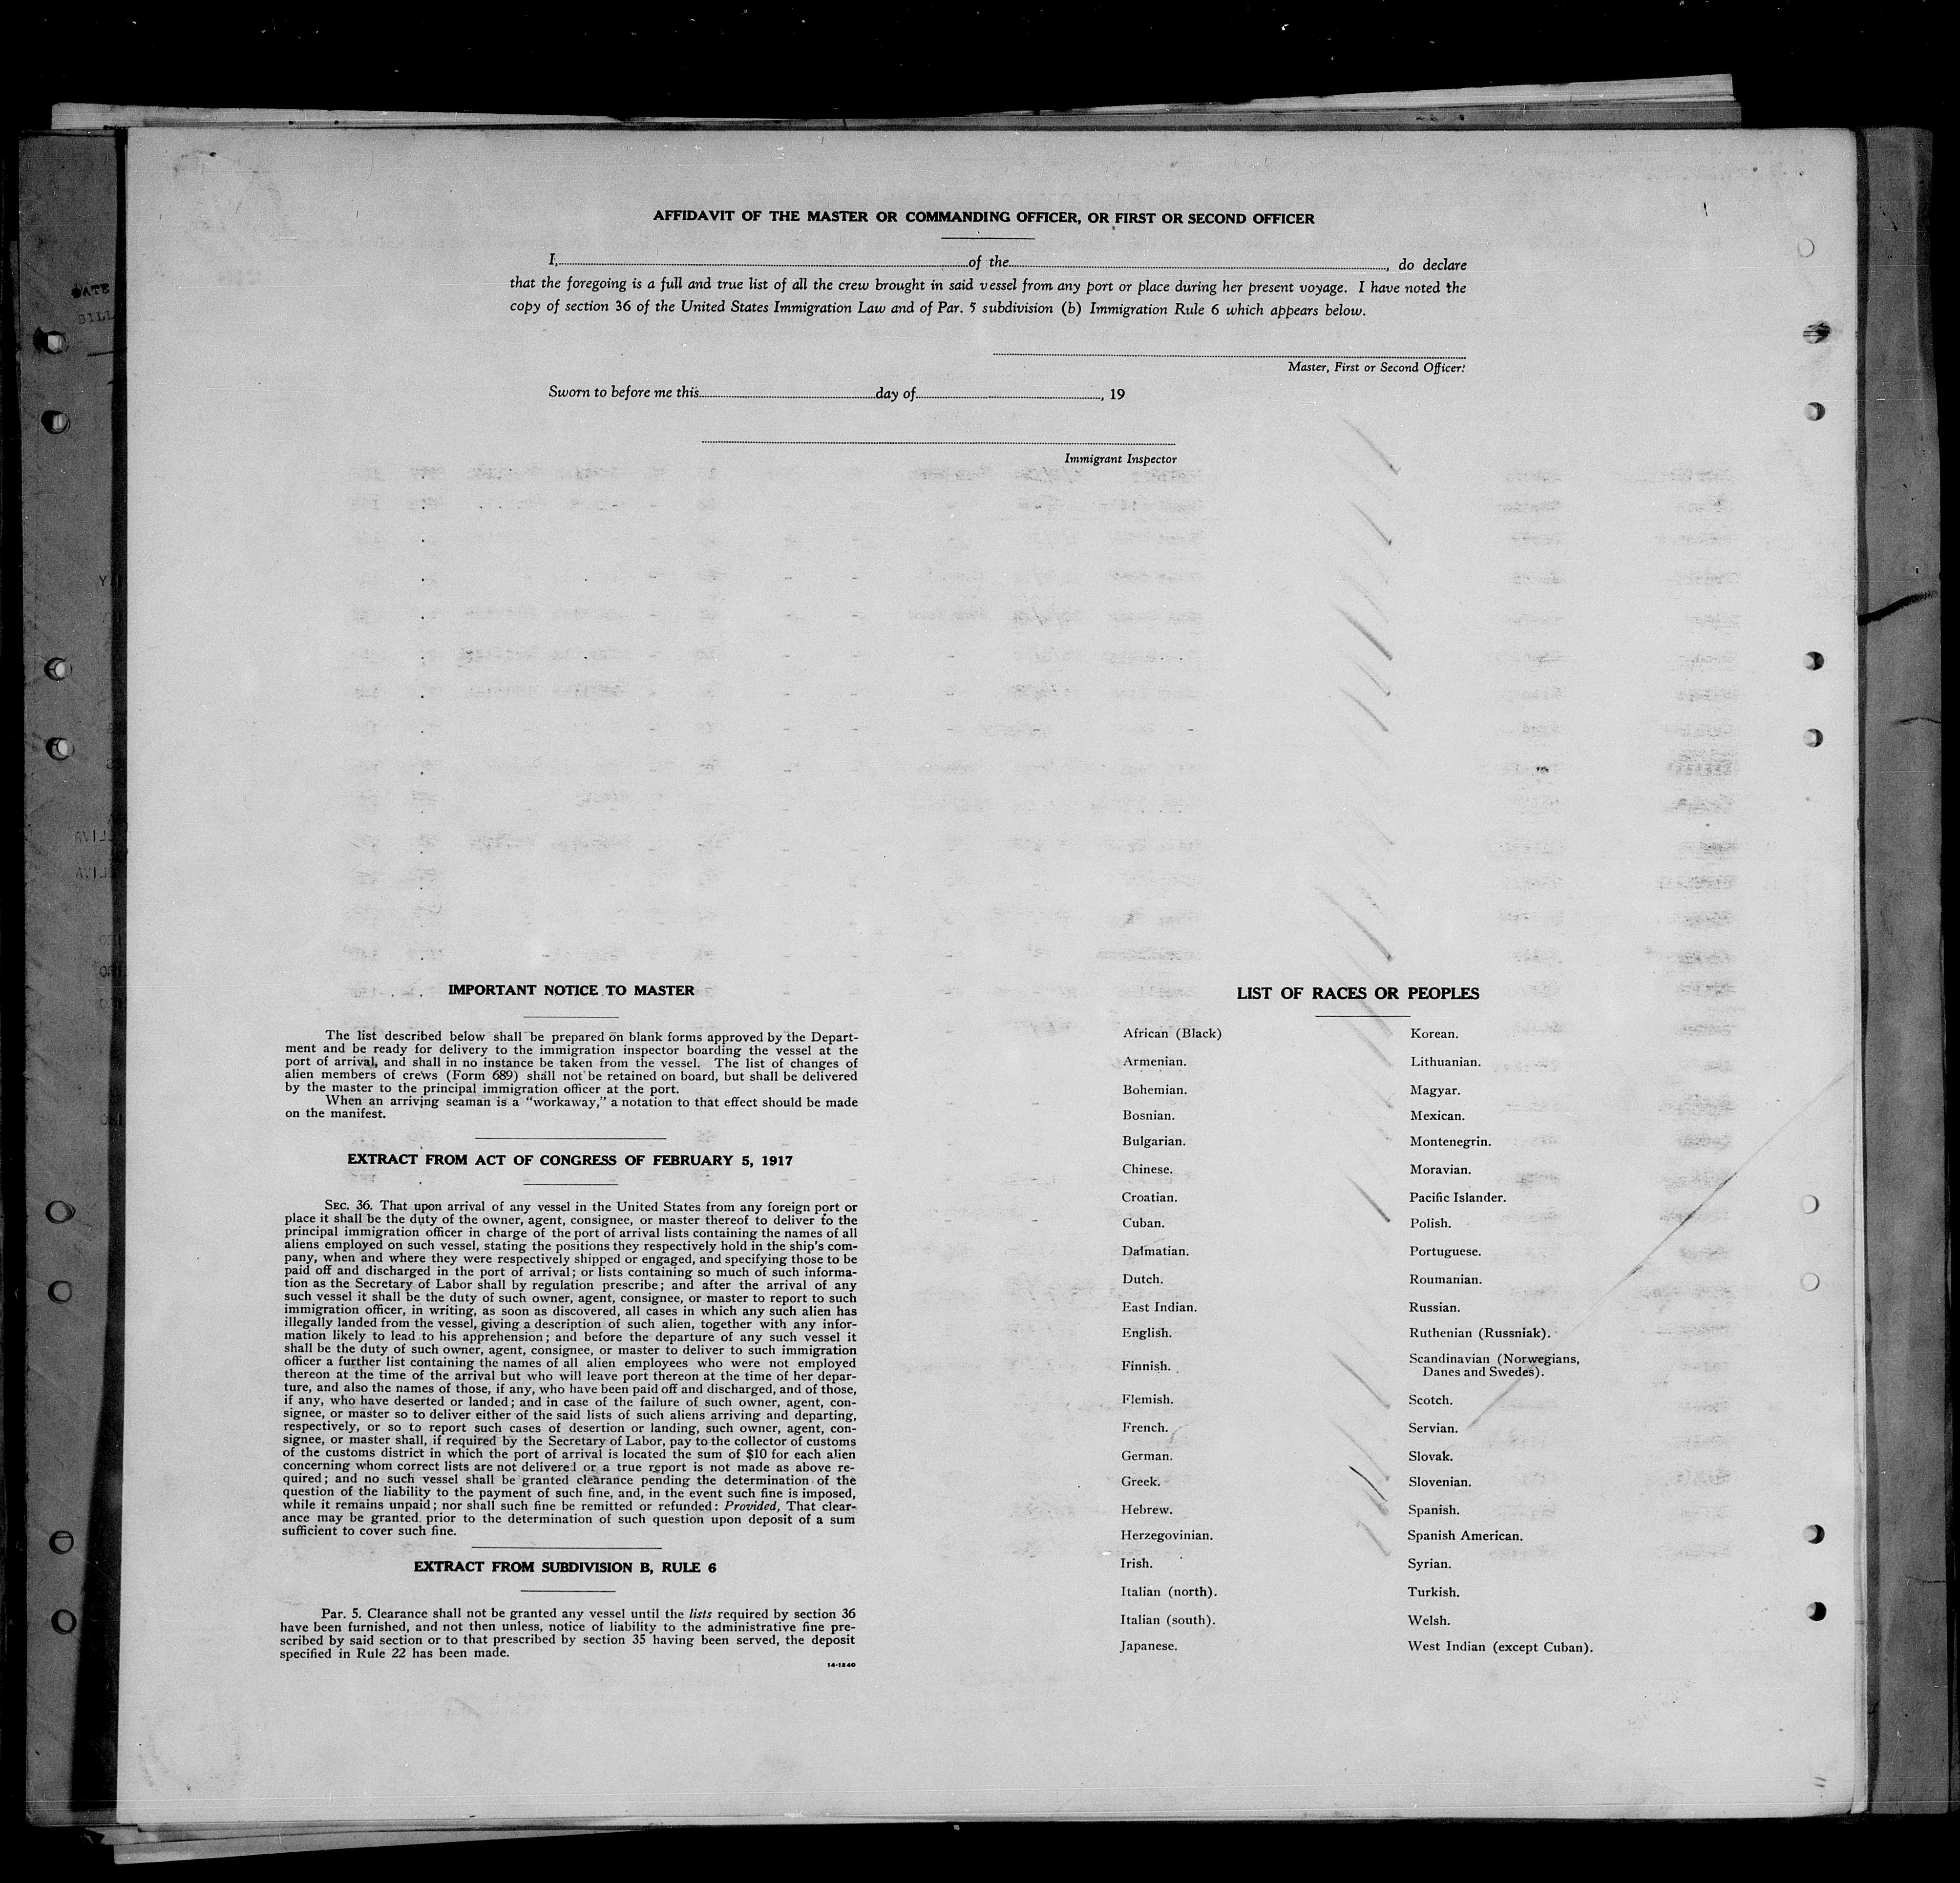 AFFIDAVIT OF THE MASTER OR COMMANDING OFFICER, OR FIRST OR SECOND OFFICER
I, of the , do declare
that the foregoing is a full and true list of all the crew brought in said vessel from any port or place during her present voyage. I have noted the
copy of section 36 of the United States Immigration Law and of Par. 5 subdivision (b) Immigration Rule 6 which appears below.
Master, First or Second Officer.
Sworn to before me this day of , 19
Immigrant Inspector
IMPORTANT NOTICE TO MASTER
The list described below shall be prepared on blank forms approved by the Depart-
ment and be ready for delivery to the immigration inspector boarding the vessel at the
port of arrival, and shall in no instance be taken from the vessel. The list of changes of
alien members of crews (Form 689) shall not be retained on board, but shall be delivered
by the master to the principal immigration officer at the port.
When an arriving seaman is a "workaway," a notation to that effect should be made
on the manifest.
EXTRACT FROM ACT OF CONGRESS OF FEBRUARY 5, 1917
SEC. 36. That upon arrival of any vessel in the United States from any foreign port or
place it shall be the duty of the owner, agent, consignee, or master thereof to deliver to the
principal immigration officer in charge of the port of arrival lists containing the names of all
aliens employed on such vessel, stating the positions they respectively hold in the ship's com-
pany, when and where they were respectively shipped or engaged, and specifying those to be
paid off and discharged in the port of arrival; or lists containing so much of such informa-
tion as the Secretary of Labor shall by regulation prescribe; and after the arrival of any
such vessel it shall be the duty of such owner, agent, consignee, or master to report to such
immigration officer, in writing, as soon as discovered, all cases in which any such alien has
illegally landed from the vessel, giving a description of such alien, together with any infor-
mation likely to lead to his apprehension; and before the departure of any such vessel it
shall be the duty of such owner, agent, consignee, or master to deliver to such immigration
officer a further list containing the names of all alien employees who were not employed
thereon at the time of the arrival but who will leave port thereon at the time of her depar-
ture, and also the names of those, if any, who have been paid off and discharged, and of those,
if any, who have deserted or landed; and in case of the failure of such owner, agent, con-
signee, or master so to deliver either of the said lists of such aliens arriving and departing,
respectively, or so to report such cases of desertion or landing, such owner, agent, con-
signee, or master shall, if required by the Secretary of Labor, pay to the collector of customs
of the customs district in which the port of arrival is located the sum of $10 for each alien
concerning whom correct lists are not delivered or a true report is not made as above re-
quired; and no such vessel shall be granted clearance pending the determination of the
question of the liability to the payment of such fine, and, in the event such fine is imposed,
while it remains unpaid; nor shall such fine be remitted or refunded: Provided, That clear-
ance may be granted prior to the determination of such question upon deposit of a sum
sufficient to cover such fine.
EXTRACT FROM SUBDIVISION B, RULE 6
Par. 5. Clearance shall not be granted any vessel until the lists required by section 36
have been furnished, and not then unless, notice of liability to the administrative fine pre-
scribed by said section or to that prescribed by section 35 having been served, the deposit
specified in Rule 22 has been made.
14-1240
LIST OF RACES OR PEOPLES
African (Black)
Armenian.
Bohemian.
Bosnian.
Bulgarian.
Chinese.
Croatian.
Cuban.
Dalmatian.
Dutch.
East Indian.
English.
Finnish.
Flemish.
French.
German.
Greek.
Hebrew.
Herzegovinian.
Irish.
Italian (north).
Italian (south).
Japanese.
Korean.
Lithuanian.
Magyar.
Mexican.
Montenegrin.
Moravian.
Pacific Islander.
Polish.
Portuguese.
Roumanian.
Russian.
Ruthenian (Russniak).
Scandinavian (Norwegians,
Danes and Swedes).
Scotch.
Servian.
Slovak.
Slovenian.
Spanish.
Spanish American.
Syrian.
Turkish.
Welsh.
West Indian (except Cuban).